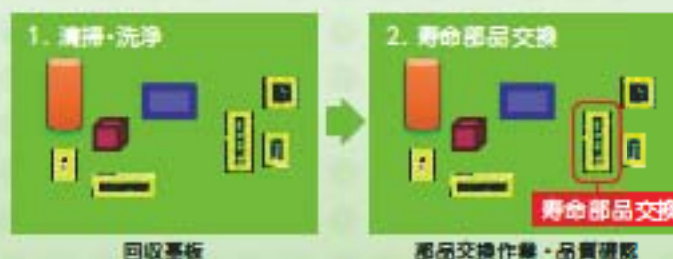 1. 清掃・洗浄
2. 寿命部品交換
寿命部品交換
回収基板
部品交換作業・品質確認